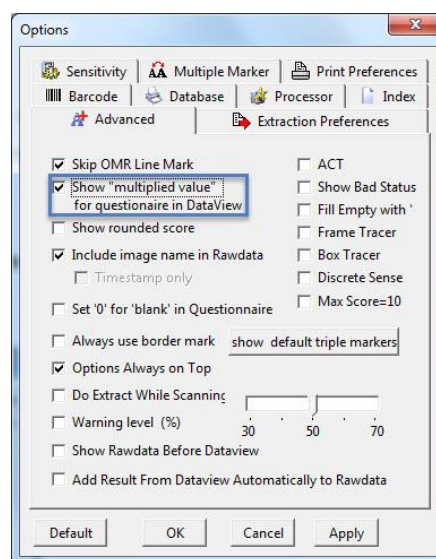 Options
Sensitivity
Multiple Marker
Print Preferences
Barcode
Database
Processor
Index
Advanced
Extraction Preferences
Skip OMR Line Mark
Show "multiplied value"
for questionaire in DataView
Show rounded score
Include image name in Rawdata
Timestamp only
Set '0' for 'blank' in Questionnaire
Always use border mark
Options Always on Top
Do Extract While Scanning
Warning level (%)
Show Rawdata Before Dataview
Add Result From Dataview Automatically to Rawdata
ACT
Show Bad Status
Fill Empty with '
Frame Tracer
Box Tracer
Discrete Sense
Max Score=10
show default triple markers
30 50 70
Default
OK
Cancel
Apply